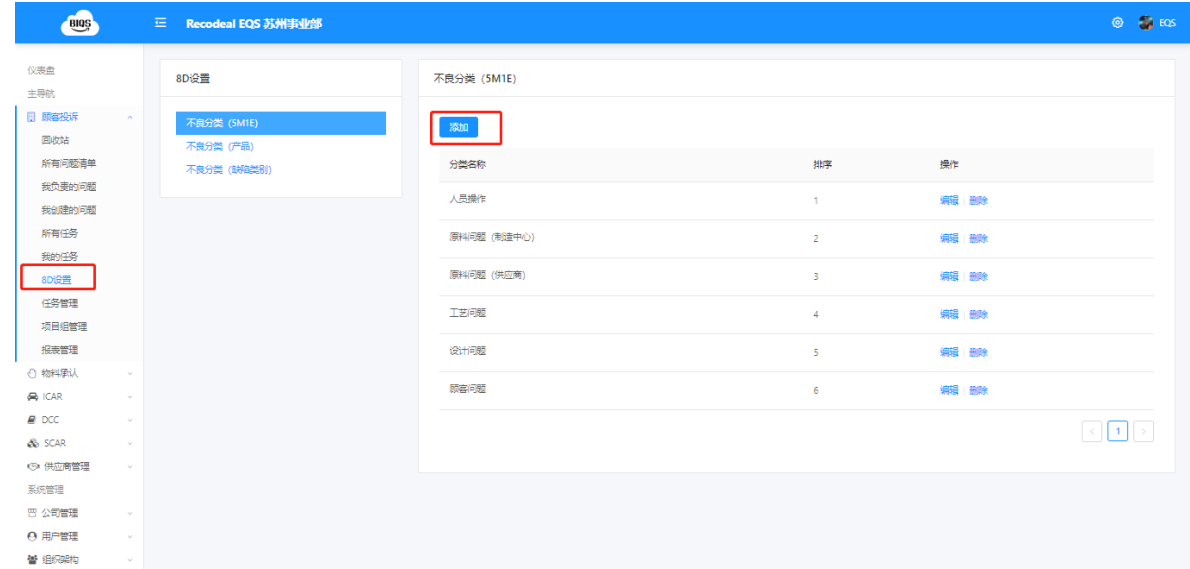 BIQS
Recodeal EQS 苏州事业部
EQS
仪表盘
主导航
顾客投诉
回收站
所有问题清单
我负责的问题
我创建的问题
所有任务
我的任务
8D设置
任务管理
项目组管理
报表管理
物料承认
ICAR
DCC
SCAR
供应商管理
系统管理
公司管理
用户管理
组织架构
8D设置
不良分类（5M1E）
不良分类（产品）
不良分类（缺陷类别）
不良分类（5M1E）
添加
分类名称 排序 操作
人员操作 1 编辑 | 删除
原料问题（制造中心） 2 编辑 | 删除
原料问题（供应商） 3 编辑 | 删除
工艺问题 4 编辑 | 删除
设计问题 5 编辑 | 删除
顾客问题 6 编辑 | 删除
< 1 >